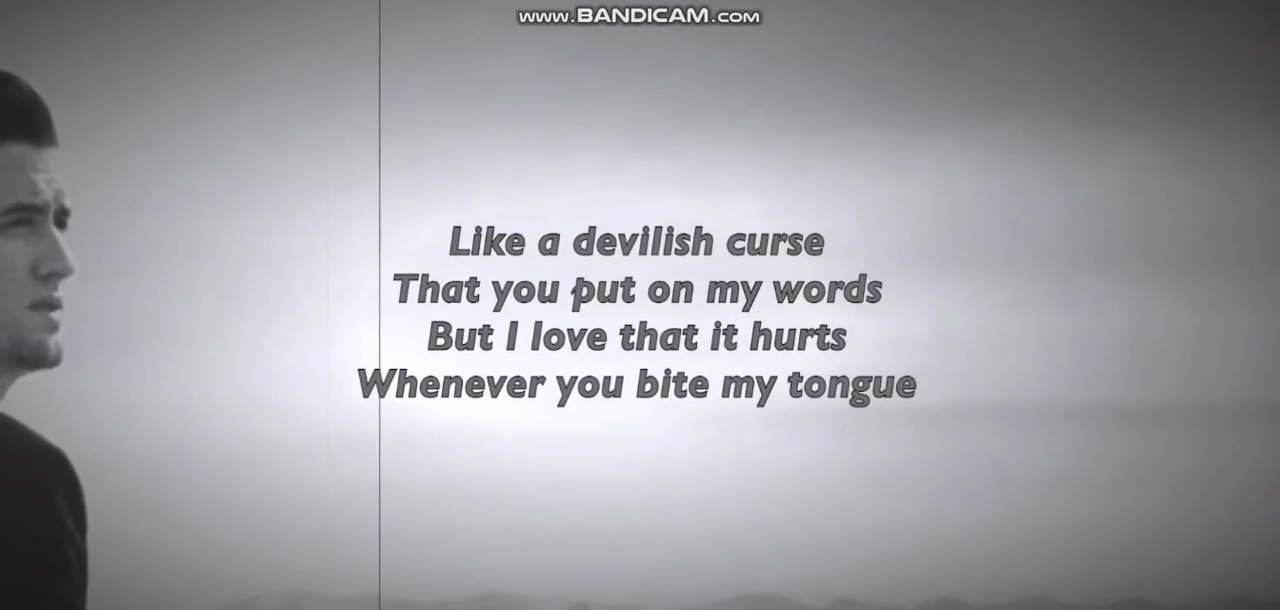 www.BANDICAM.com
Like a devilish curse
That you put on my words
But I love that it hurts
Whenever you bite my tongue